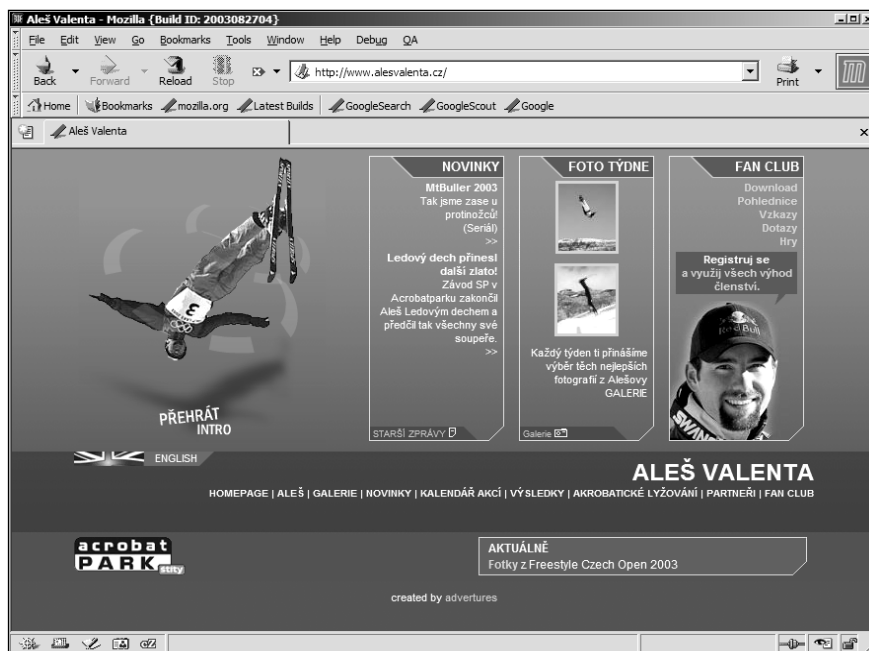 Aleš Valenta - Mozilla {Build ID: 2003082704}
File Edit View Go Bookmarks Tools Window Help Debug QA
Back Forward Reload Stop http://www.alesvalenta.cz/ Print
Home Bookmarks mozilla.org Latest Builds GoogleSearch GoogleScout Google
Aleš Valenta
PŘEHRÁT
INTRO
3
NOVINKY
MtBuller 2003
Tak jsme zase u
protinožců!
(Seriál)
>>
Ledový dech přinesl
další zlato!
Závod SP v
Acrobatparku zakončil
Aleš Ledovým dechem a
předčil tak všechny své
soupeře.
>>
STARŠÍ ZPRÁVY
FOTO TÝDNE
Každý týden ti přinášíme
výběr těch nejlepších
fotografií z Alešovy
GALERIE
Galerie
FAN CLUB
Download
Pohlednice
Vzkazy
Dotazy
Hry
Registruj se
a využij všech výhod
členství.
Red Bull
ENGLISH
ALEŠ VALENTA
HOMEPAGE | ALEŠ | GALERIE | NOVINKY | KALENDÁŘ AKCÍ | VÝSLEDKY | AKROBATICKÉ LYŽOVÁNÍ | PARTNEŘI | FAN CLUB
acrobat
PARK
stity
AKTUÁLNĚ
Fotky z Freestyle Czech Open 2003
created by advertures